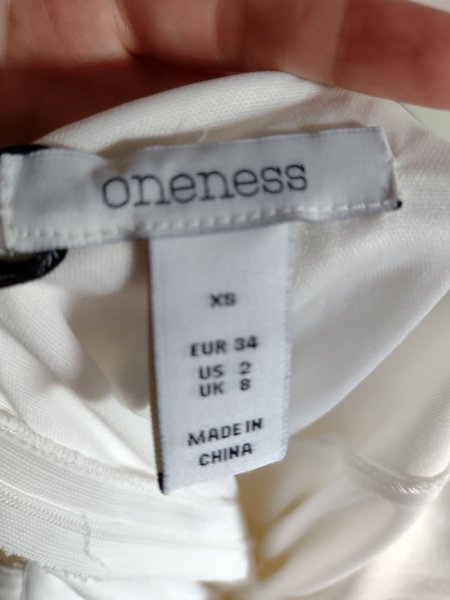 oneness
XS
EUR 34
US 2
UK 8
MADE IN
CHINA